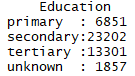 Education
primary  : 6851
secondary:23202
tertiary :13301
unknown  : 1857